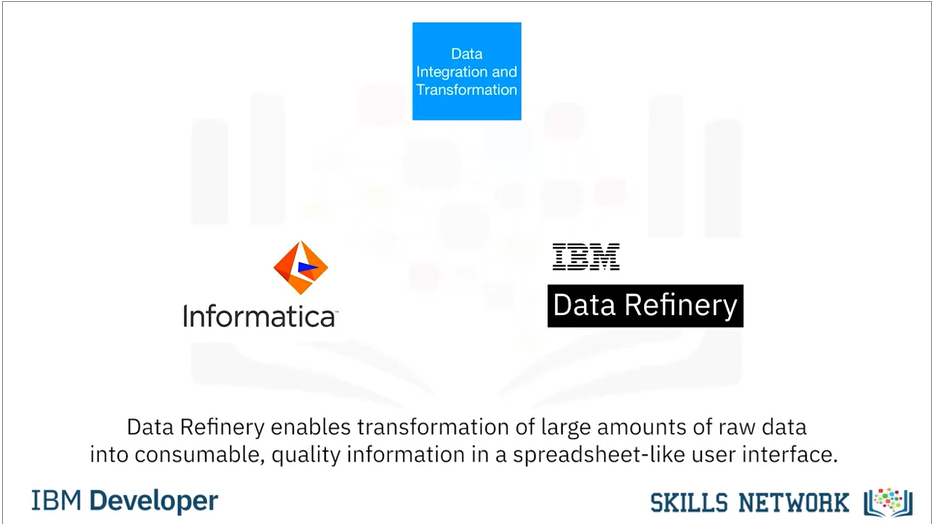 Data
Integration and
Transformation
Informatica
IBM
Data Refinery
Data Refinery enables transformation of large amounts of raw data
into consumable, quality information in a spreadsheet-like user interface.
IBM Developer
SKILLS NETWORK